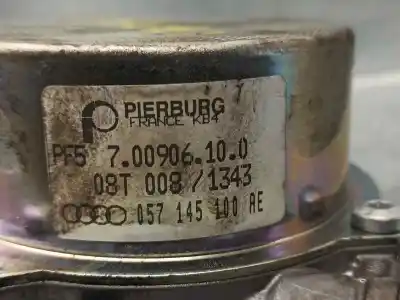 PIERBURG
FRANCE KB4
PF5 7.00906.10.0
08T 008 / 1343
057 145 100 AE